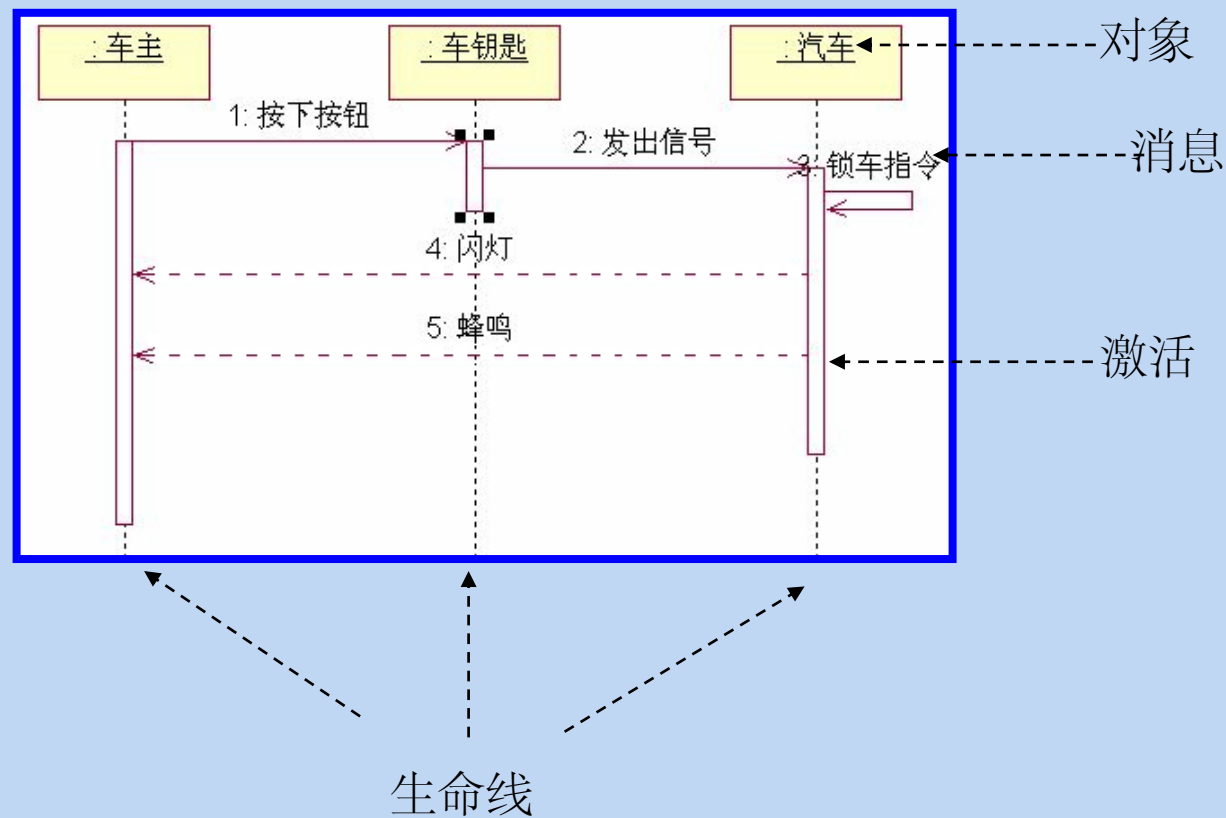 : 车主
: 车钥匙
: 汽车
对象
1: 按下按钮
2: 发出信号
消息
3: 锁车指令
4: 闪灯
5: 蜂鸣
激活
生命线